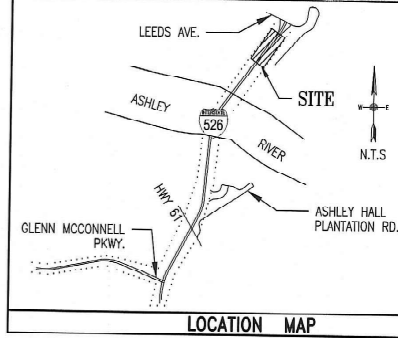 LEEDS AVE.
SITE
ASHLEY
RIVER
526
W
E
N.T.S
HWY 61
ASHLEY HALL
PLANTATION RD.
GLENN MCCONNELL
PKWY.
LOCATION MAP